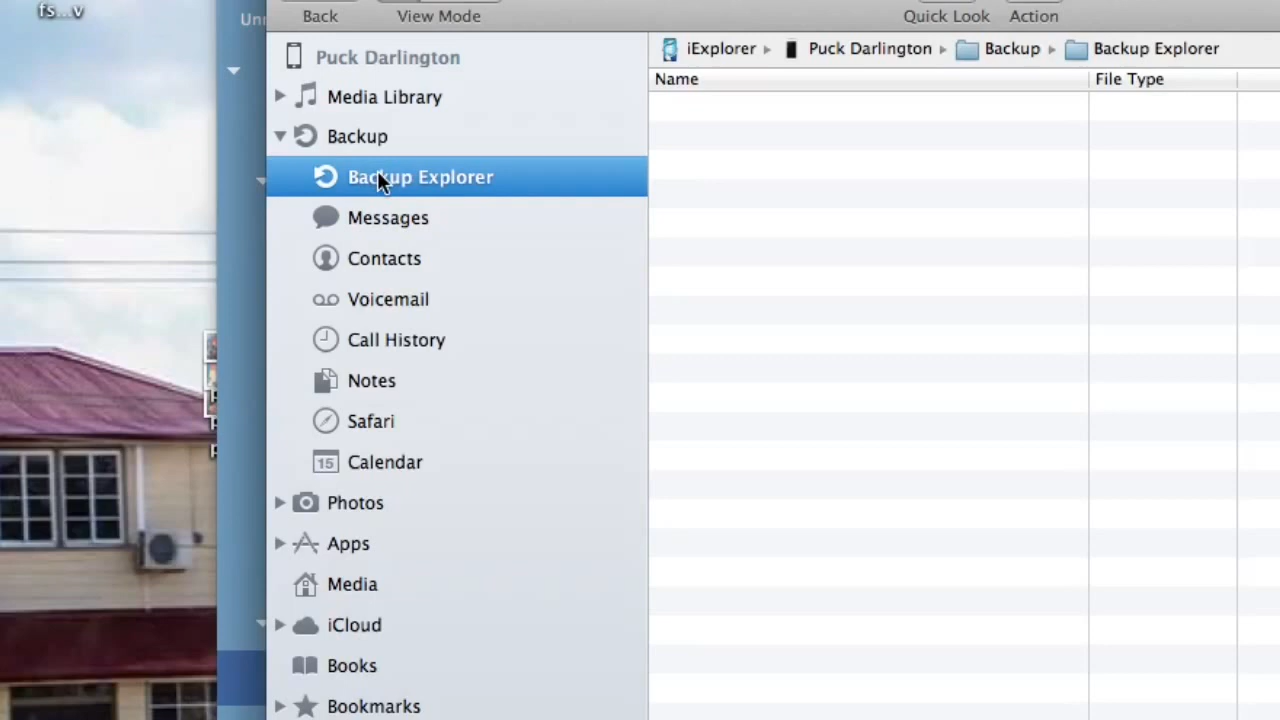 fs...v
Back
View Mode
Quick Look
Action
iExplorer Puck Darlington Backup Backup Explorer
Name
File Type
Puck Darlington
Media Library
Backup
Backup Explorer
Messages
Contacts
Voicemail
Call History
Notes
Safari
15 Calendar
Photos
Apps
Media
iCloud
Books
Bookmarks